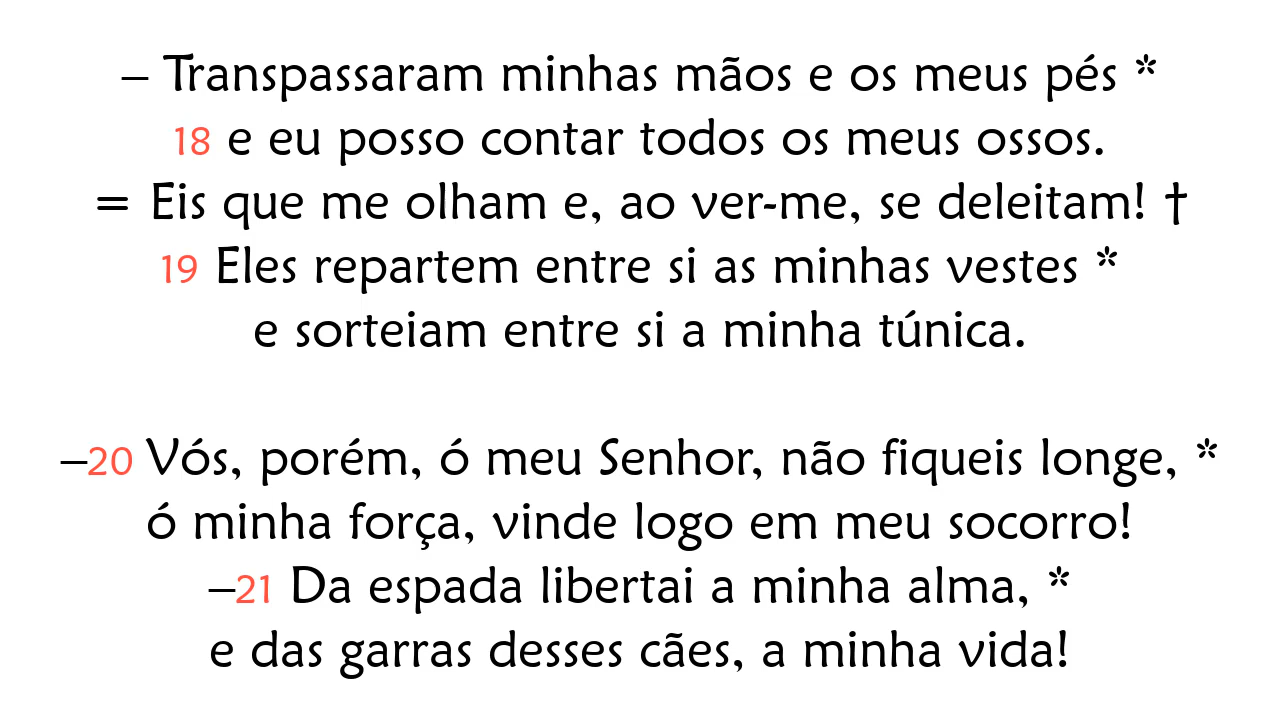 – Transpassaram minhas mãos e os meus pés *
18 e eu posso contar todos os meus ossos.
= Eis que me olham e, ao ver-me, se deleitam! †
19 Eles repartem entre si as minhas vestes *
e sorteiam entre si a minha túnica.
–20 Vós, porém, ó meu Senhor, não fiqueis longe, *
ó minha força, vinde logo em meu socorro!
–21 Da espada libertai a minha alma, *
e das garras desses cães, a minha vida!